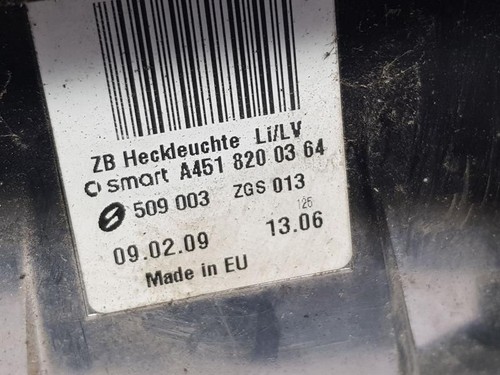 ZB Heckleuchte Li/LV
smart A451 820 03 64
509 003 ZGS 013
126
09.02.09 13.06
Made in EU